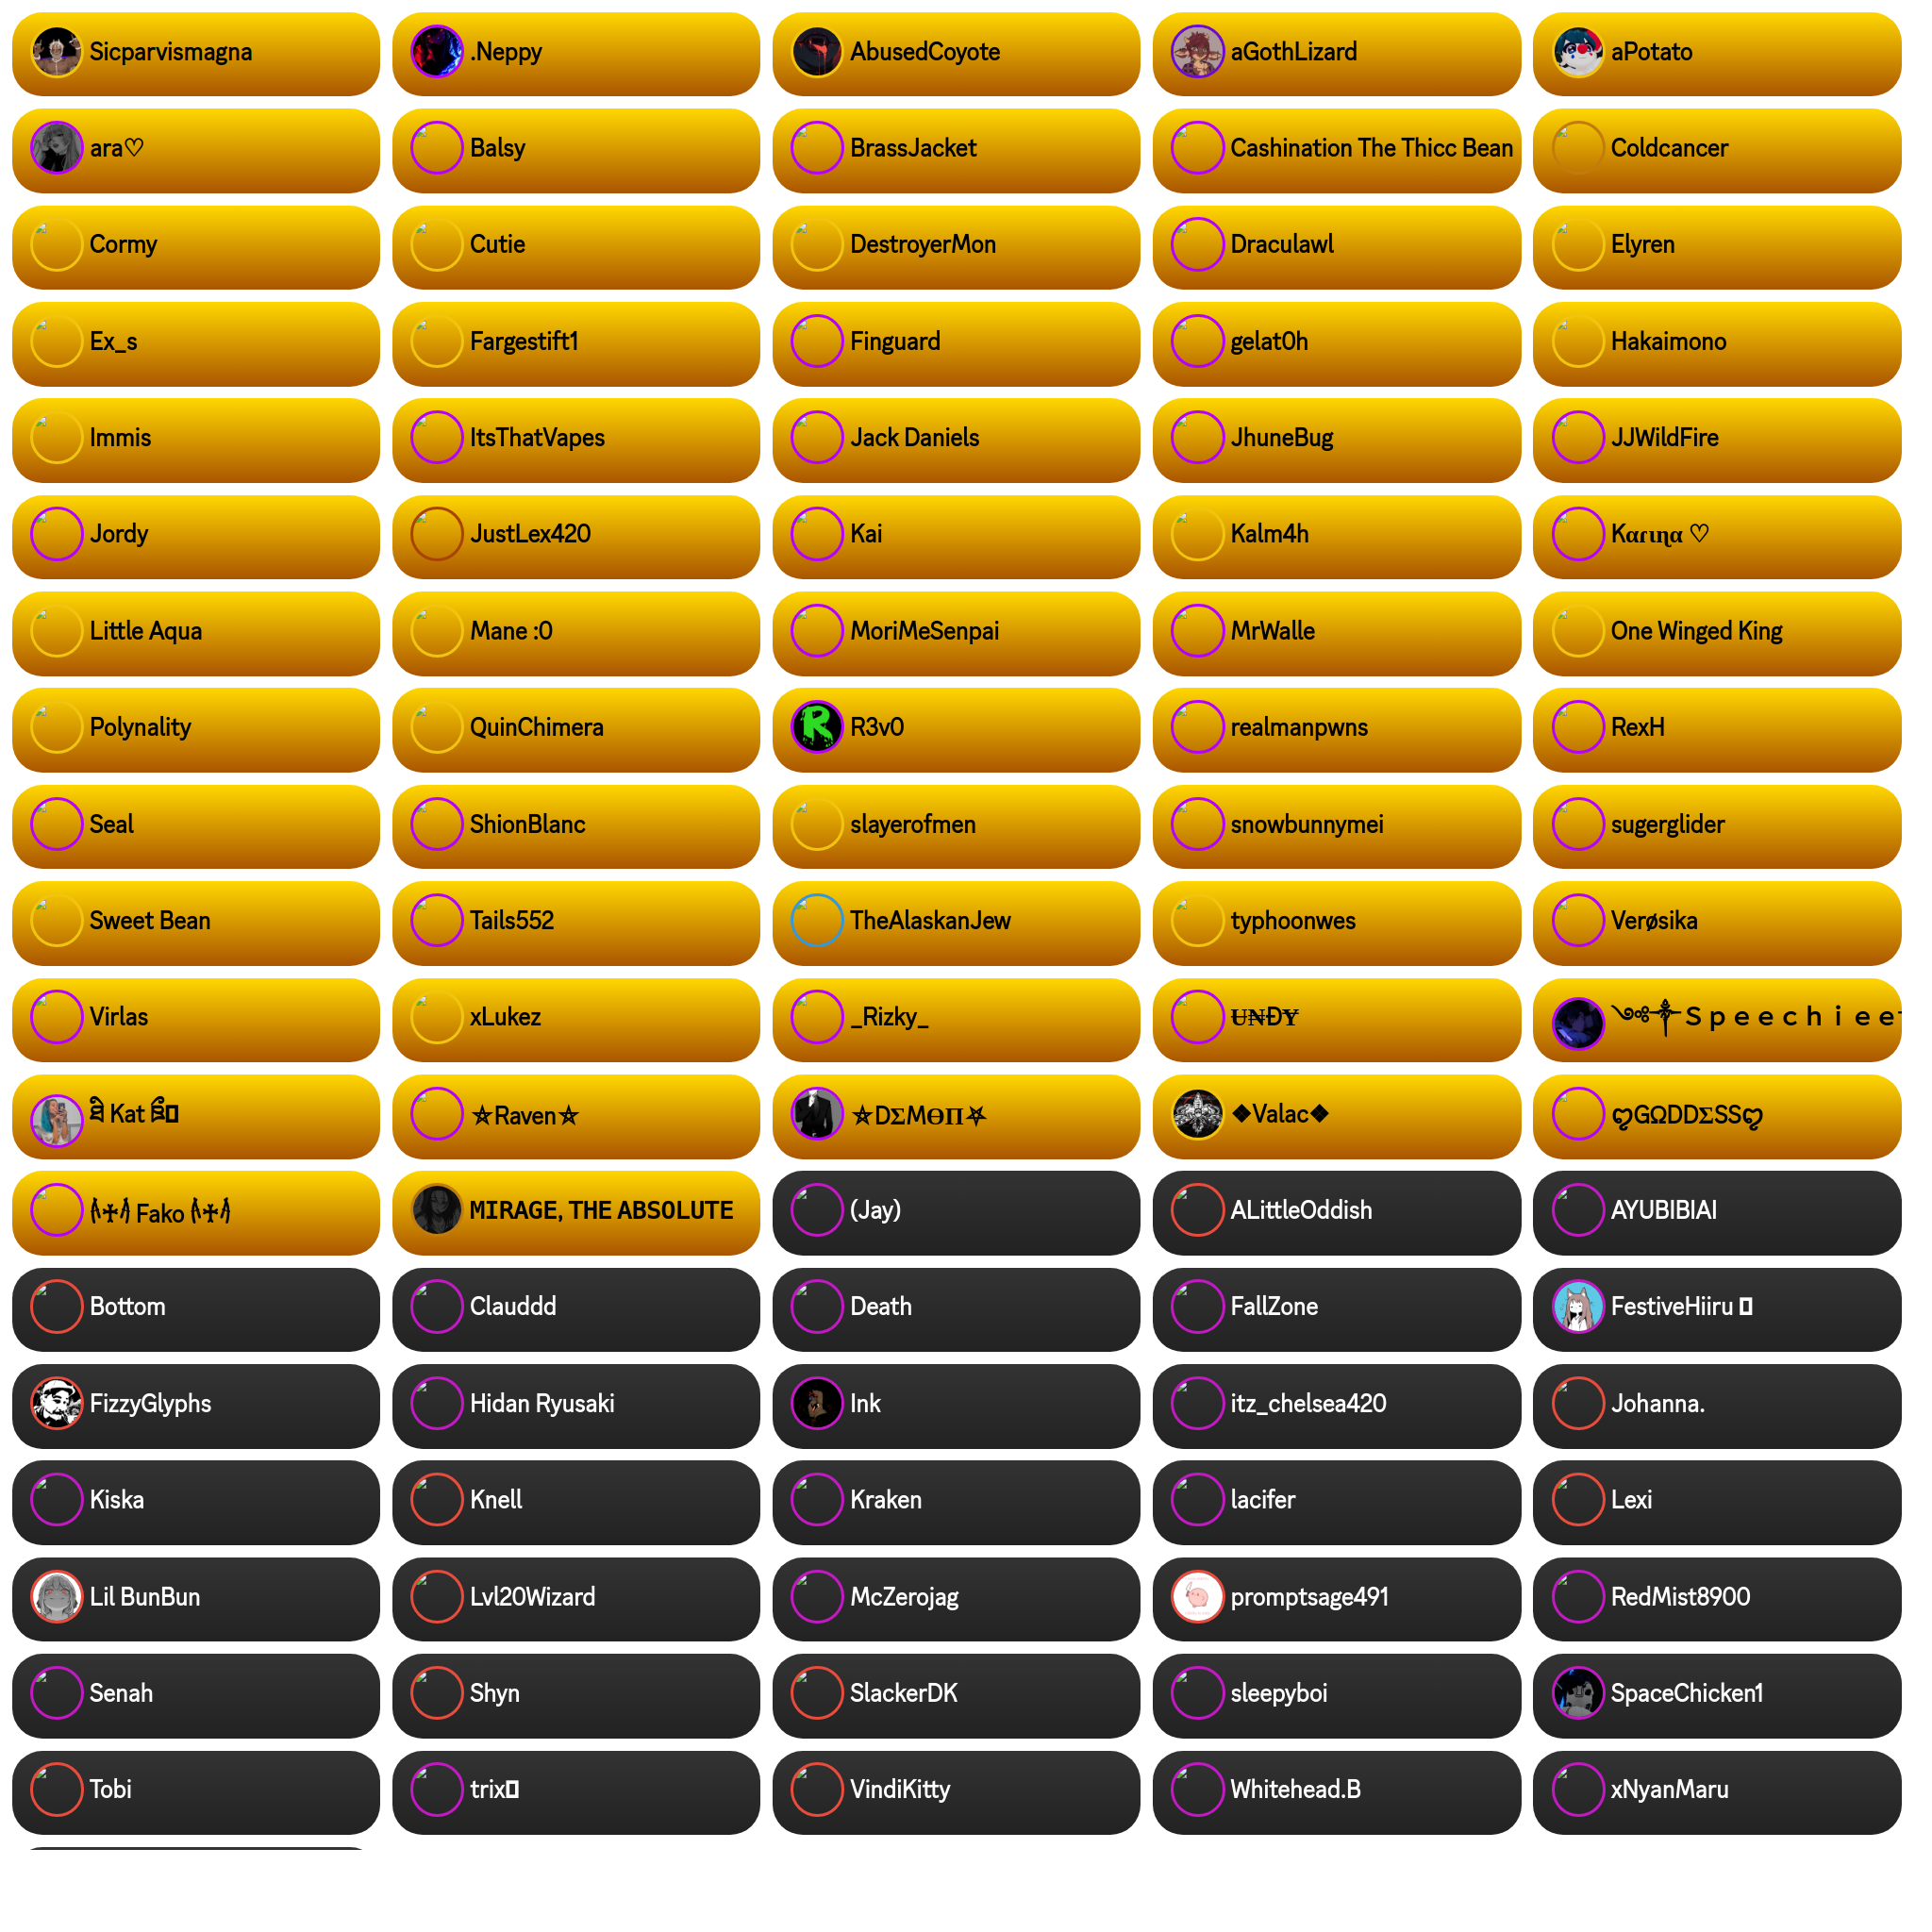 Sicparvismagna
.Neppy
AbusedCoyote
aGothLizard
aPotato
ara♡
Balsy
BrassJacket
Cashination The Thicc Bean
Coldcancer
Cormy
Cutie
DestroyerMon
Draculawl
Elyren
Ex_s
Fargestift1
Finguard
gelat0h
Hakaimono
Immis
ItsThatVapes
Jack Daniels
JhuneBug
JJWildFire
Jordy
JustLex420
Kai
Kalm4h
Kαɾιɳα ♡
Little Aqua
Mane :0
MoriMeSenpai
MrWalle
One Winged King
Polynality
QuinChimera
R3v0
realmanpwns
RexH
Seal
ShionBlanc
slayerofmen
snowbunnymei
sugerglider
Sweet Bean
Tails552
TheAlaskanJew
typhoonwes
Verøsika
Virlas
xLukez
_Rizky_
U̶₦ĐɎ
༺༒Ｓｐｅｅｃｈｉｅｅ
Kat
⛤Raven⛤
⛤DΣMӨП⛧
❖Valac❖
ღGΩDDΣSSღ
Fako
MIRAGE, THE ABSOLUTE
(Jay)
ALittleOddish
AYUBIBIAI
Bottom
Clauddd
Death
FallZone
FestiveHiiru
FizzyGlyphs
Hidan Ryusaki
Ink
itz_chelsea420
Johanna.
Kiska
Knell
Kraken
lacifer
Lexi
Lil BunBun
Lvl20Wizard
McZerojag
promptsage491
RedMist8900
Senah
Shyn
SlackerDK
sleepyboi
SpaceChicken1
Tobi
trix
VindiKitty
Whitehead.B
xNyanMaru